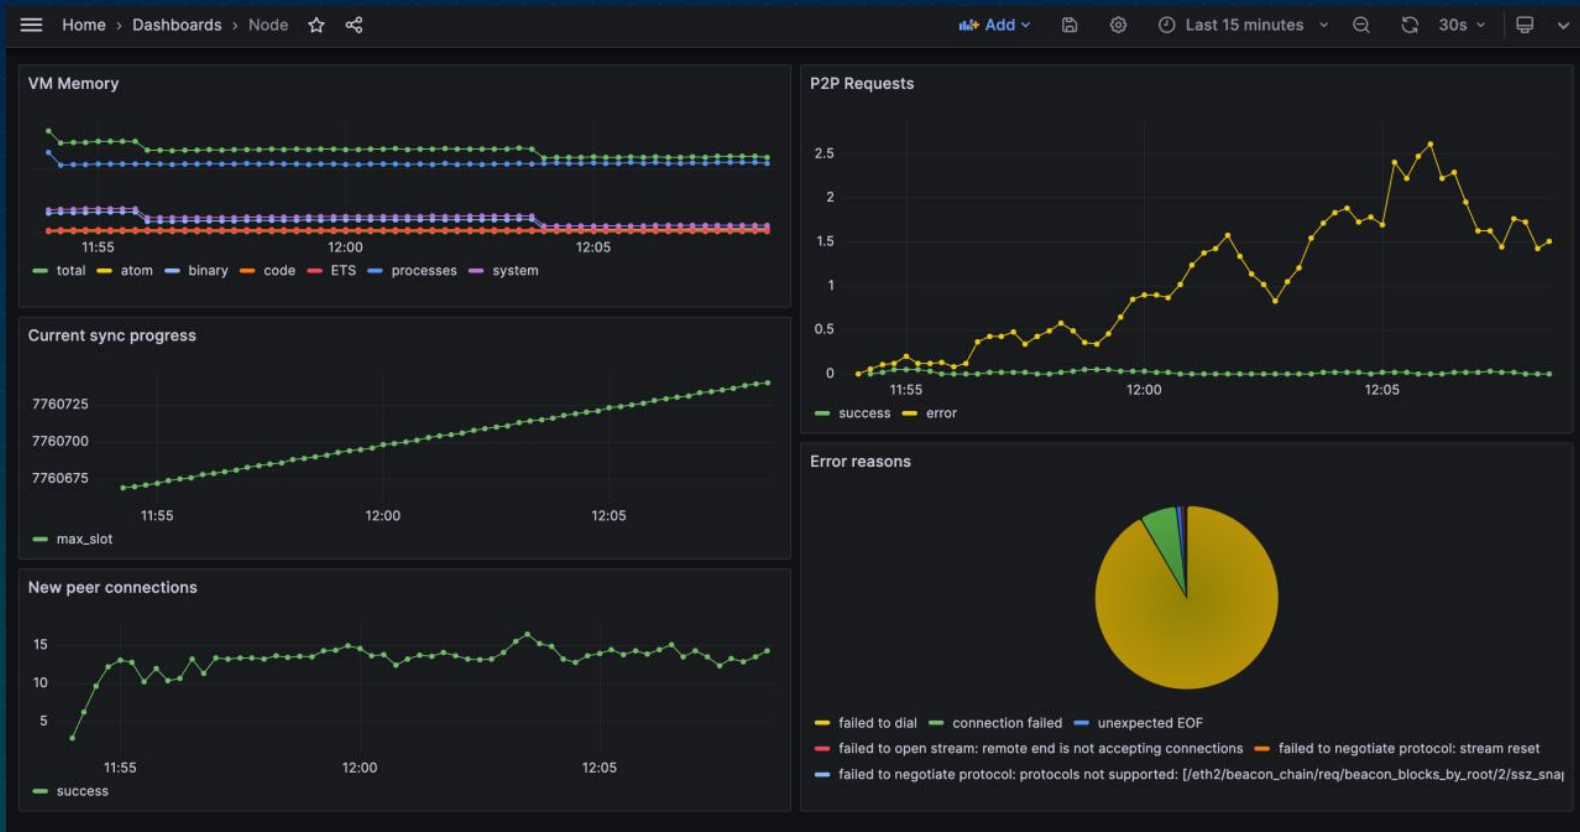 Home › Dashboards › Node
Add
Last 15 minutes
30s
VM Memory
11:55 12:00 12:05
total atom binary code ETS processes system
Current sync progress
7760725
7760700
7760675
11:55 12:00 12:05
max_slot
New peer connections
15
10
5
11:55 12:00 12:05
success
P2P Requests
2.5
2
1.5
1
0.5
0
11:55 12:00 12:05
success error
Error reasons
failed to dial connection failed unexpected EOF
failed to open stream: remote end is not accepting connections failed to negotiate protocol: stream reset
failed to negotiate protocol: protocols not supported: [/eth2/beacon_chain/req/beacon_blocks_by_root/2/ssz_snap